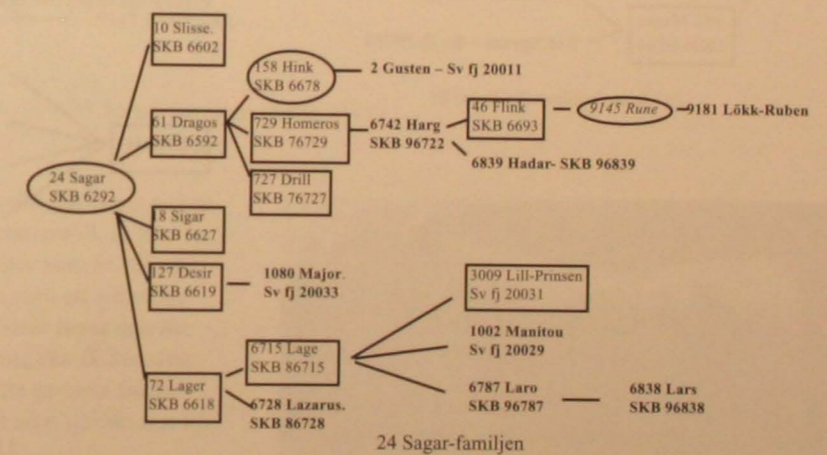 10 Slisse.
SKB 6602
158 Hink
SKB 6678
2 Gusten – Sv fj 20011
61 Dragos
SKB 6592
729 Homeros
SKB 76729
6742 Harg
SKB 96722
46 Flink
SKB 6693
9145 Rune
9181 Lökk-Ruben
6839 Hadar- SKB 96839
727 Drill
SKB 76727
24 Sagar
SKB 6292
18 Sigar
SKB 6627
127 Desir
SKB 6619
1080 Major.
Sv fj 20033
3009 Lill-Prinsen
Sv fj 20031
6715 Lage
SKB 86715
1002 Manitou
Sv fj 20029
72 Lager
SKB 6618
6728 Lazarus.
SKB 86728
6787 Laro
SKB 96787
6838 Lars
SKB 96838
24 Sagar-familjen